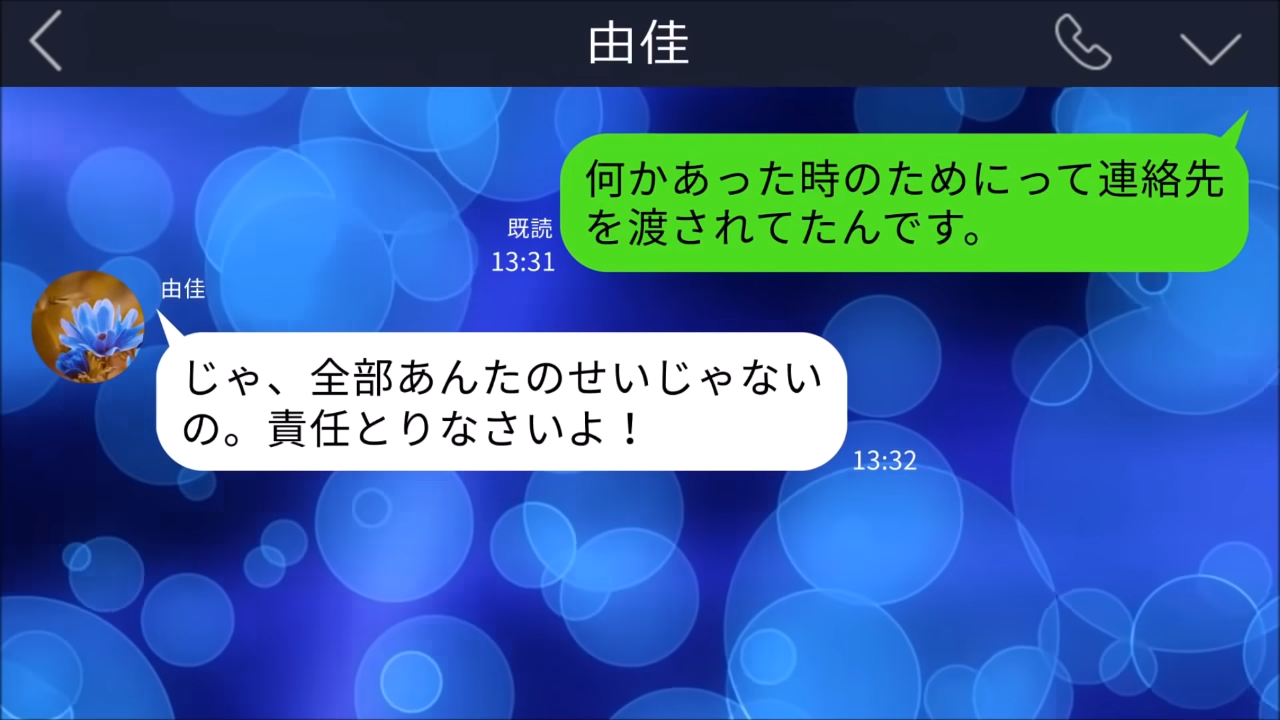 由佳
何かあった時のためにって連絡先
を渡されてたんです。
既読
13:31
由佳
じゃ、全部あんたのせいじゃない
の。責任とりなさいよ！
13:32